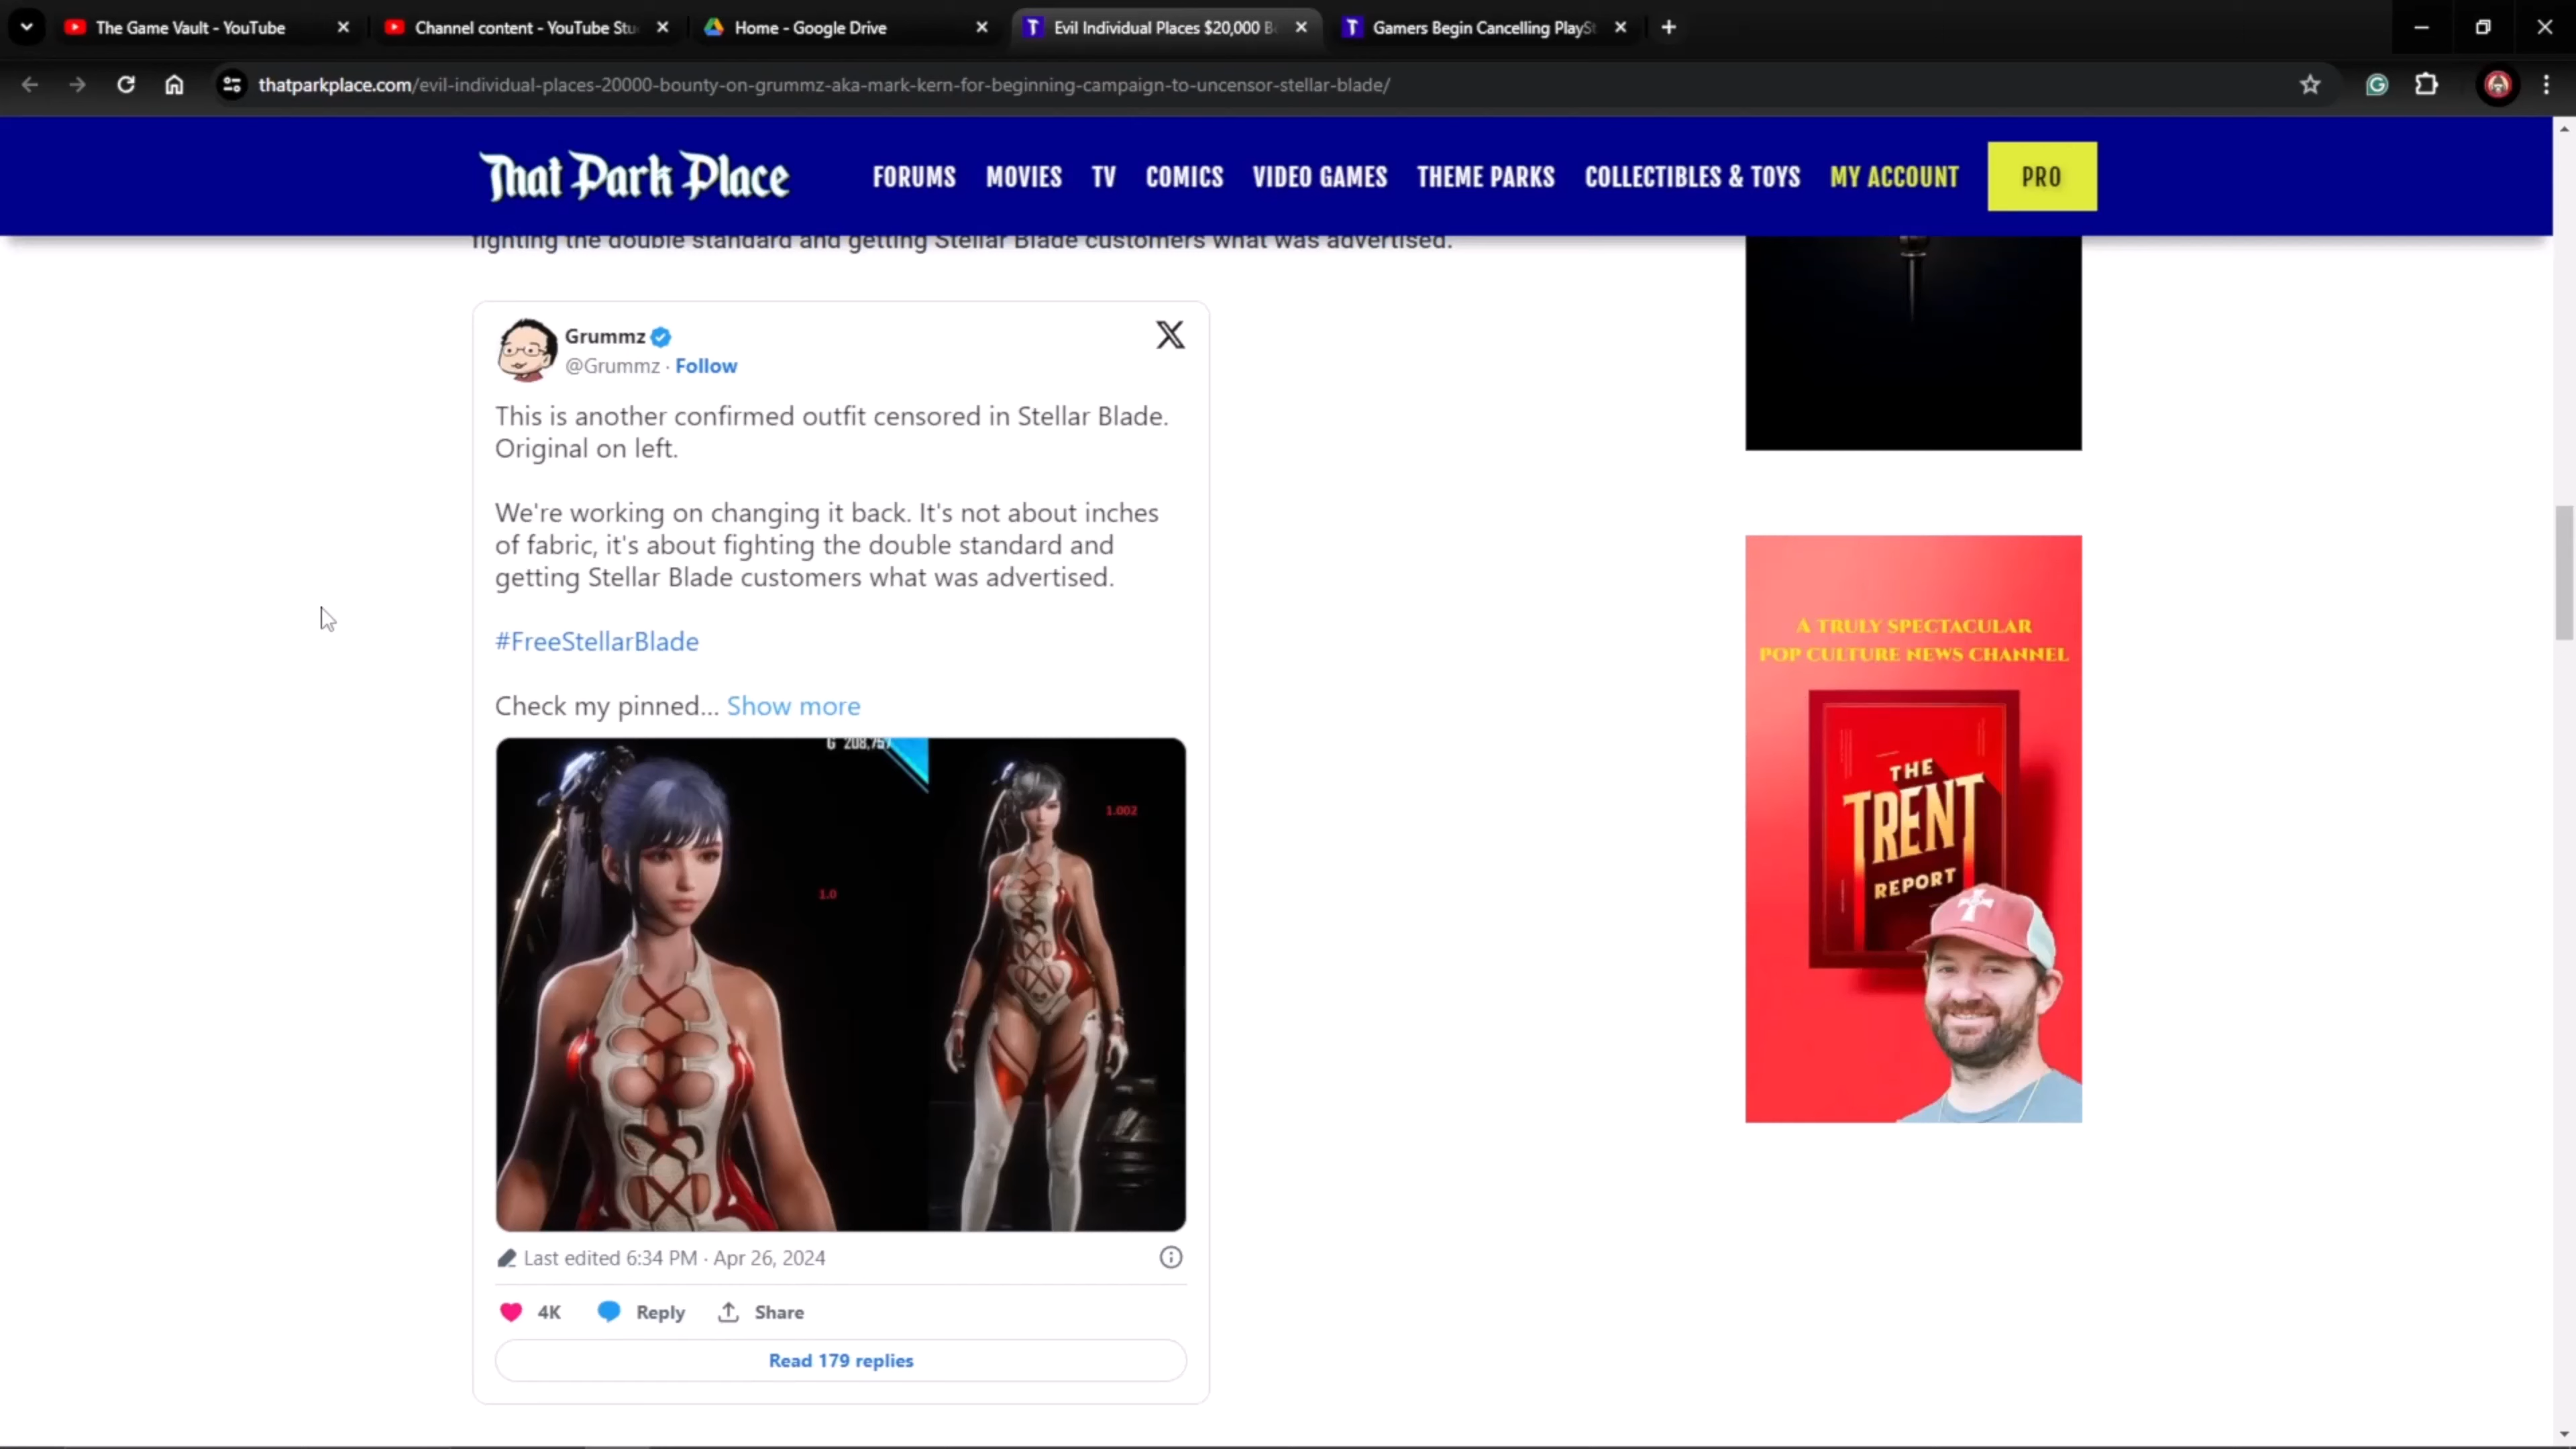 The Game Vault - YouTube
Channel content - YouTube Stu
Home - Google Drive
Evil Individual Places $20,000 B
Gamers Begin Cancelling PlaySt
thatparkplace.com/evil-individual-places-20000-bounty-on-grummz-aka-mark-kern-for-beginning-campaign-to-uncensor-stellar-blade/
That Park Place
FORUMS MOVIES TV COMICS VIDEO GAMES THEME PARKS COLLECTIBLES & TOYS MY ACCOUNT PRO
fighting the double standard and getting Stellar Blade customers what was advertised.
Grummz
@Grummz · Follow
This is another confirmed outfit censored in Stellar Blade.
Original on left.
We're working on changing it back. It's not about inches
of fabric, it's about fighting the double standard and
getting Stellar Blade customers what was advertised.
#FreeStellarBlade
Check my pinned... Show more
G 208,757
1.0
1.002
Last edited 6:34 PM · Apr 26, 2024
4K Reply Share
Read 179 replies
A TRULY SPECTACULAR
POP CULTURE NEWS CHANNEL
THE
TRENT
REPORT